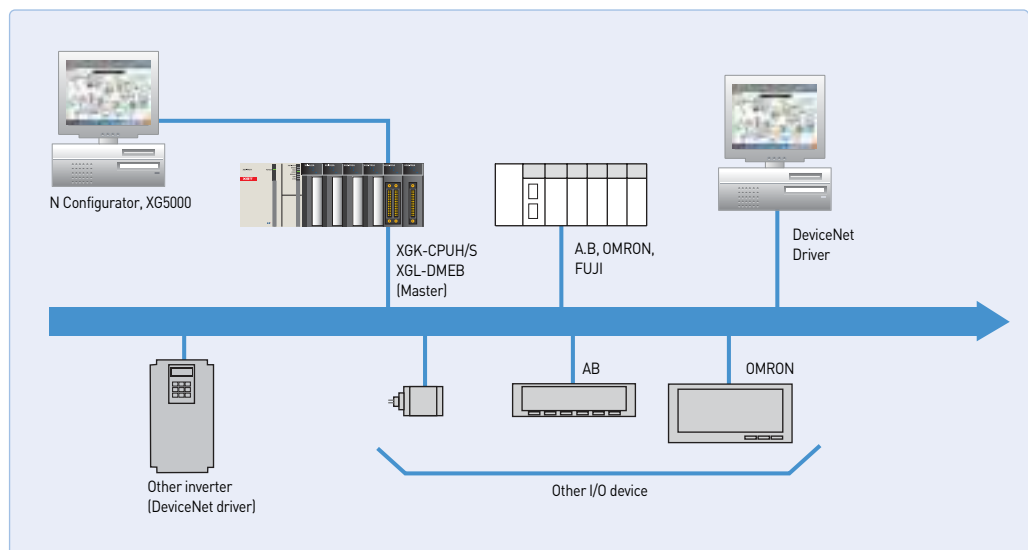 N Configurator, XG5000
XGK-CPUH/S
XGL-DMEB
(Master)
A.B, OMRON,
FUJI
DeviceNet
Driver
AB
OMRON
Other inverter
(DeviceNet driver)
Other I/O device